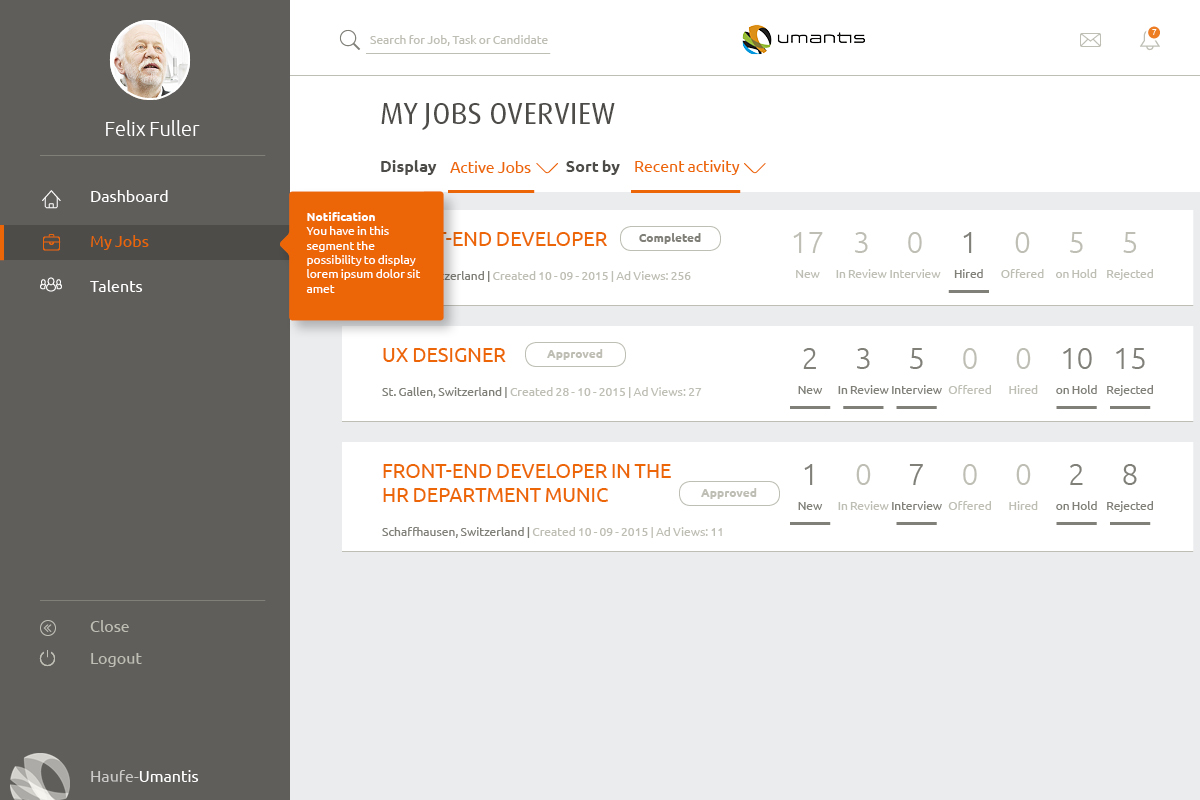 Felix Fuller
Dashboard
My Jobs
Talents
Close
Logout
Haufe-Umantis
Search for Job, Task or Candidate
umantis
7
MY JOBS OVERVIEW
Display Active Jobs Sort by Recent activity
Notification
You have in this
segment the
possibility to display
lorem ipsum dolor sit
amet
T-END DEVELOPER Completed
tzerland | Created 10 - 09 - 2015 | Ad Views: 256
17 3 0 1 0 5 5
New In Review Interview Hired Offered on Hold Rejected
UX DESIGNER Approved
St. Gallen, Switzerland | Created 28 - 10 - 2015 | Ad Views: 27
2 3 5 0 0 10 15
New In Review Interview Offered Hired on Hold Rejected
FRONT-END DEVELOPER IN THE
HR DEPARTMENT MUNIC Approved
Schaffhausen, Switzerland | Created 10 - 09 - 2015 | Ad Views: 11
1 0 7 0 0 2 8
New In Review Interview Offered Hired on Hold Rejected